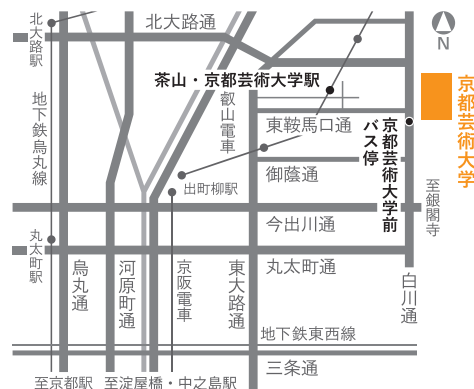 北大路通
北大路駅
N
茶山・京都芸術大学駅
京都芸術大学
地下鉄烏丸線
叡山電車
東鞍馬口通
京都芸術大学前
バス停
御蔭通
出町柳駅
至銀閣寺
今出川通
丸太町駅
烏丸通
河原町通
京阪電車
東大路通
丸太町通
白川通
地下鉄東西線
三条通
至京都駅
至淀屋橋・中之島駅